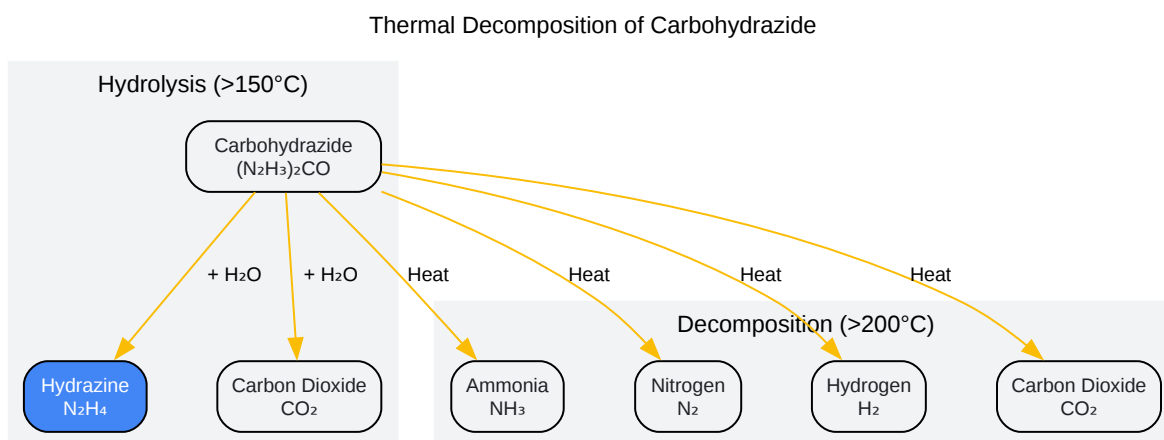 Thermal Decomposition of Carbohydrazide
Hydrolysis (>150°C)
Carbohydrazide
(N₂H₃)₂CO
+ H₂O
+ H₂O
Heat
Heat
Heat
Heat
Decomposition (>200°C)
Hydrazine
N₂H₄
Carbon Dioxide
CO₂
Ammonia
NH₃
Nitrogen
N₂
Hydrogen
H₂
Carbon Dioxide
CO₂